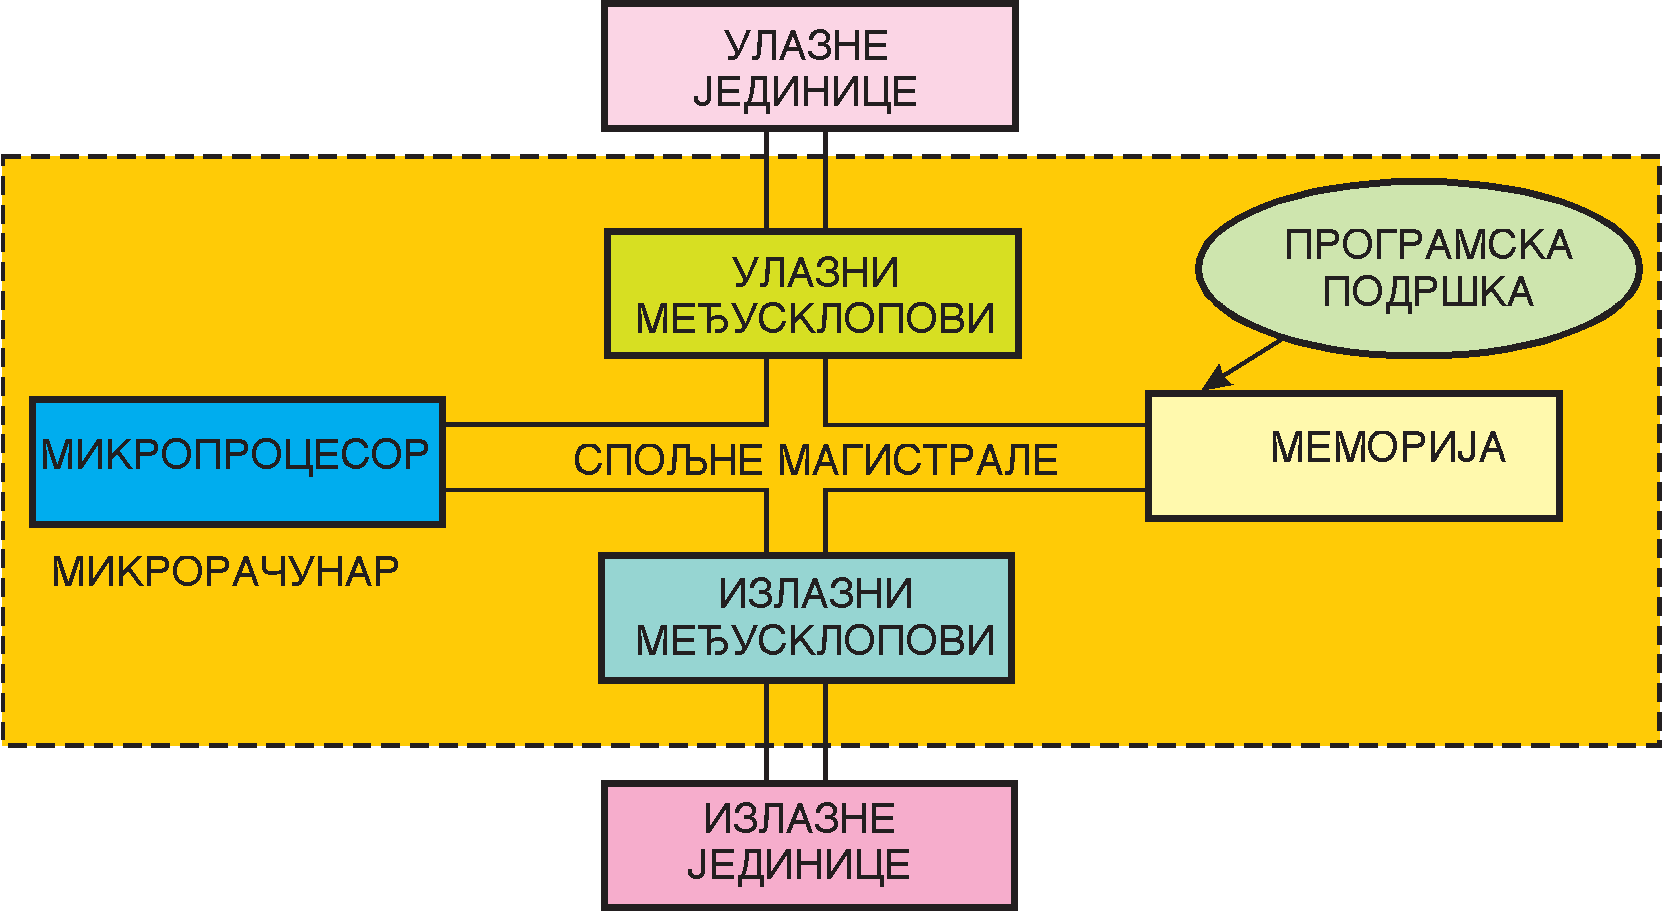 УЛАЗНЕ
ЈЕДИНИЦЕ
УЛАЗНИ
МЕЂУСКЛОПОВИ
ПРОГРАМСКА
ПОДРШКА
МИКРОПРОЦЕСОР
СПОЉНЕ МАГИСТРАЛЕ
МЕМОРИЈА
МИКРОРАЧУНАР
ИЗЛАЗНИ
МЕЂУСКЛОПОВИ
ИЗЛАЗНЕ
ЈЕДИНИЦЕ